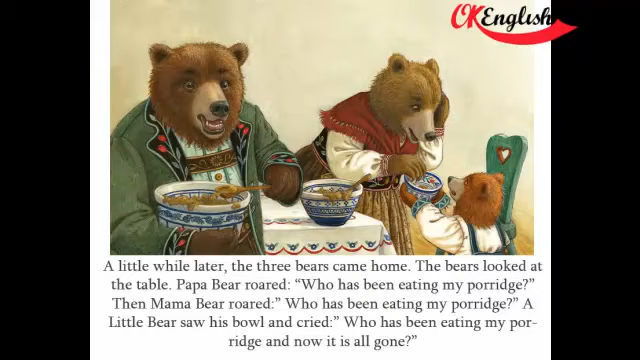 OKEnglish
A little while later, the three bears came home. The bears looked at
the table. Papa Bear roared: “Who has been eating my porridge?”
Then Mama Bear roared:” Who has been eating my porridge?” A
Little Bear saw his bowl and cried:” Who has been eating my por-
ridge and now it is all gone?”